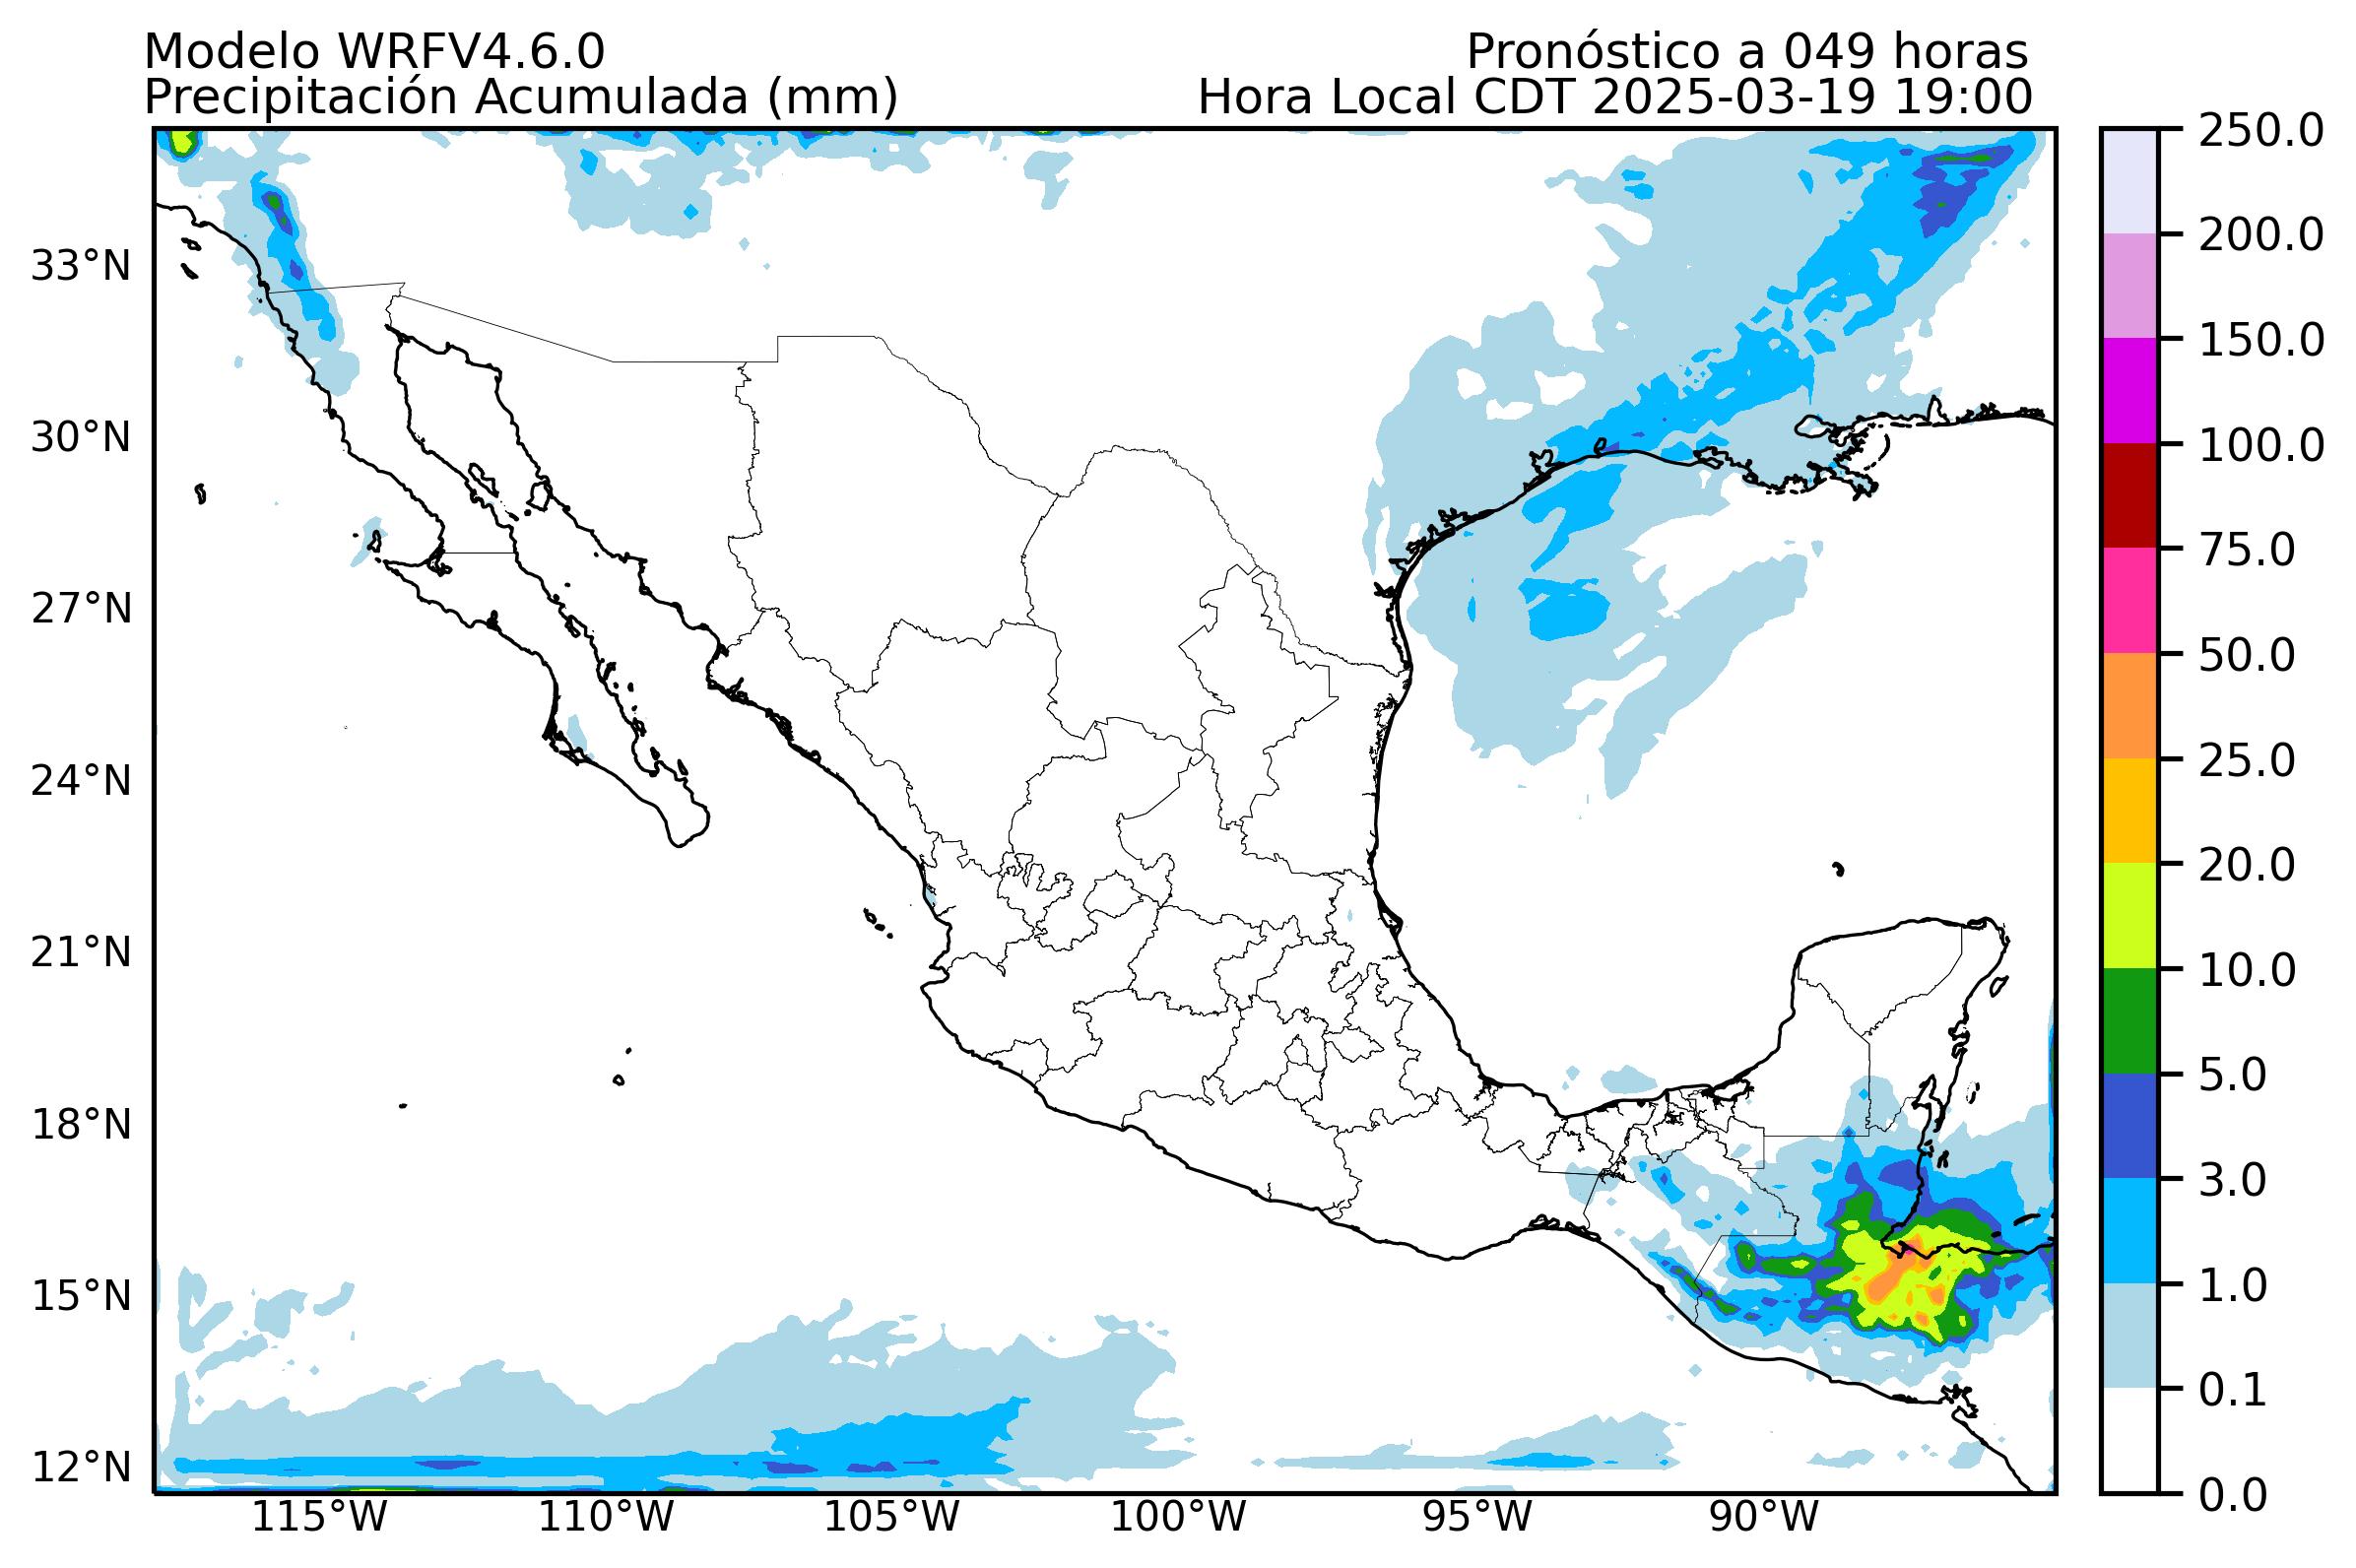 Modelo WRFV4.6.0
Pronóstico a 049 horas
Precipitación Acumulada (mm)
Hora Local CDT 2025-03-19 19:00
33°N
30°N
27°N
24°N
21°N
18°N
15°N
12°N
115°W
110°W
105°W
100°W
95°W
90°W
250.0
200.0
150.0
100.0
75.0
50.0
25.0
20.0
10.0
5.0
3.0
1.0
0.1
0.0